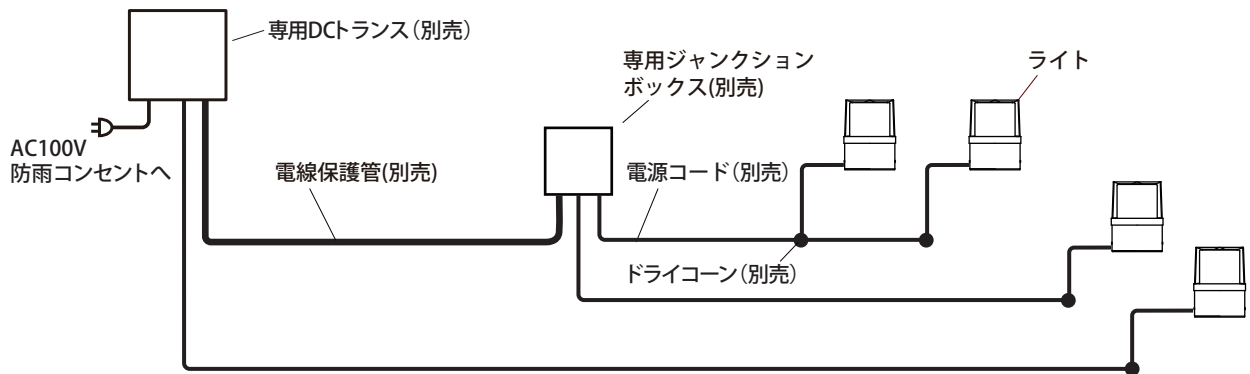 専用DCトランス（別売）
専用ジャンクション
ボックス(別売)
ライト
AC100V
防雨コンセントへ
電線保護管(別売)
電源コード（別売）
ドライコーン（別売）